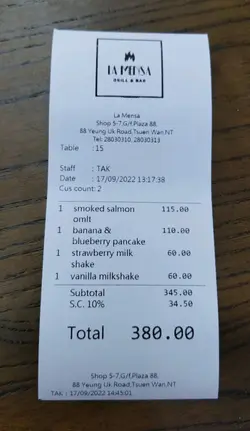 LA MENSA
GRILL & BAR
La Mensa
Shop 5-7,G/f,Plaza 88,
88 Yeung Uk Road,Tsuen Wan,NT
Tel: 28030310, 28030313
Table : 15
Staff : TAK
Date : 17/09/2022 13:17:38
Cus count: 2
1 smoked salmon 115.00
omlt
1 banana & 110.00
blueberry pancake
1 strawberry milk 60.00
shake
1 vanilla milkshake 60.00
Subtotal 345.00
S.C. 10% 34.50
Total 380.00
Shop 5-7,G/f,Plaza 88,
88 Yeung Uk Road,Tsuen Wan,NT
TAK : 17/09/2022 14:45:01